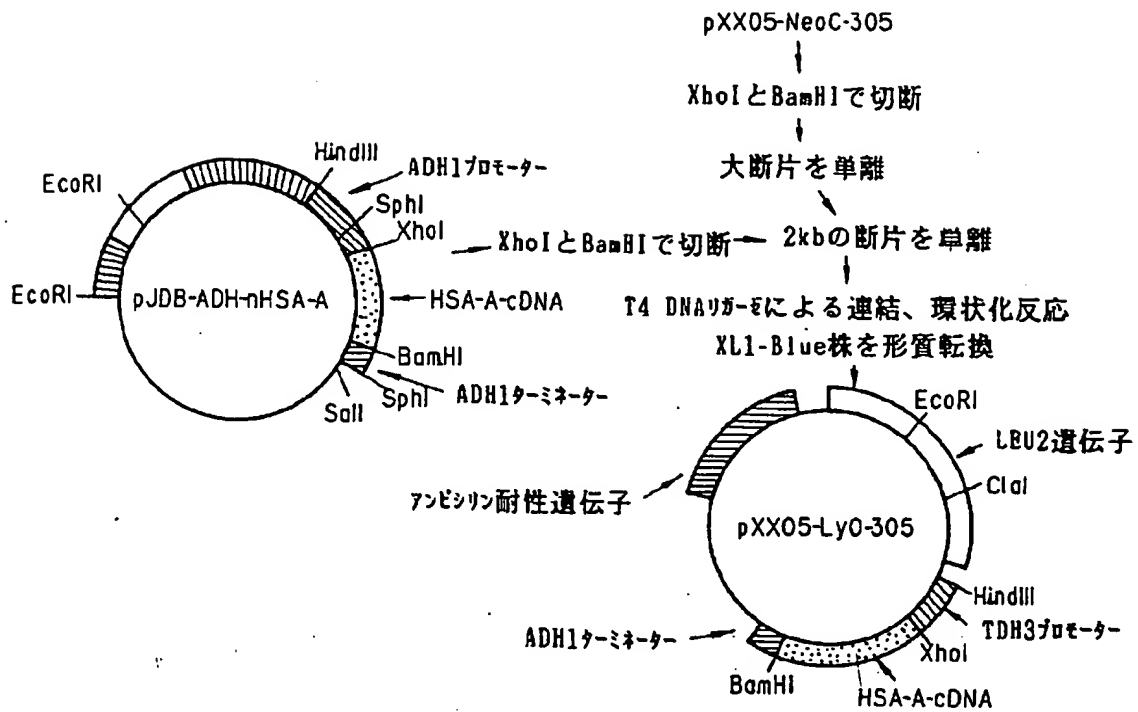 pXX05-NeoC-305
XhoIとBamHIで切断
大断片を単離
HindIII
ADH1プロモーター
EcoRI
SphI
XhoI
XhoIとBamHIで切断
2kbの断片を単離
EcoRI
pJDB-ADH-nHSA-A
HSA-A-cDNA
T4 DNAリガーゼによる連結、環状化反応
XL1-Blue株を形質転換
BamHI
SphI
ADH1ターミネーター
SalI
EcoRI
LEU2遺伝子
ClaI
アンピシリン耐性遺伝子
pXX05-LyO-305
HindIII
TDH3プロモーター
ADH1ターミネーター
XhoI
BamHI
HSA-A-cDNA